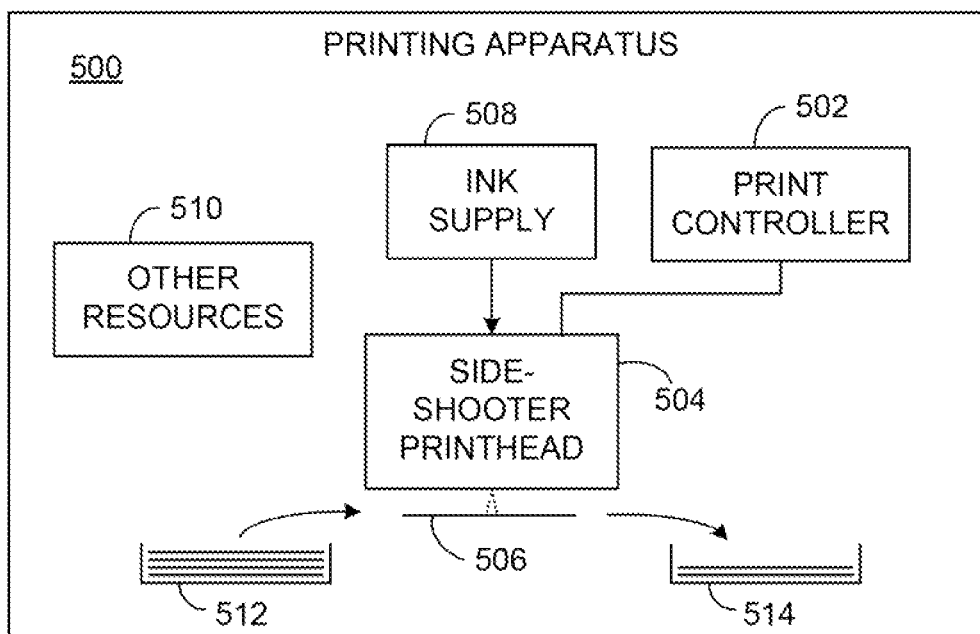 PRINTING APPARATUS
500
508
502
INK
SUPPLY
PRINT
CONTROLLER
510
OTHER
RESOURCES
SIDE-
SHOOTER
PRINTHEAD
504
506
512
514